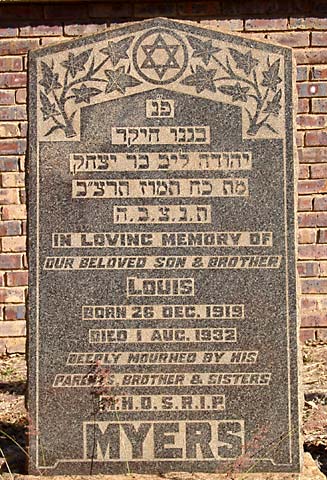 פנ
בננו היקר
יהודה ליב בר יצחק
מת כח תמוז תרצ״ב
ת.נ.צ.ב.ה
IN LOVING MEMORY OF
OUR BELOVED SON & BROTHER
LOUIS
BORN 26 DEC. 1919
DIED 1 AUG. 1932
DEEPLY MOURNED BY HIS
PARENTS, BROTHER & SISTERS
M.H.D.S.R.I.P.
MYERS